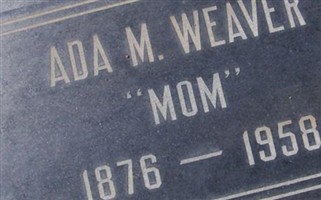 ADA M. WEAVER
“MOM”
1876 — 1958